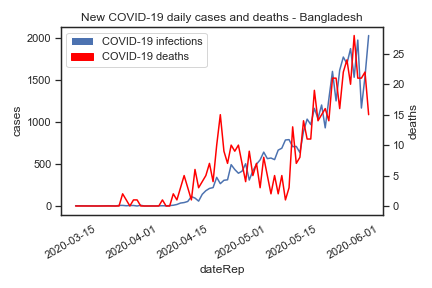 New COVID-19 daily cases and deaths - Bangladesh
COVID-19 infections
COVID-19 deaths
2000
1500
1000
500
0
cases
25
20
15
10
5
0
deaths
2020-03-15
2020-04-01
2020-04-15
2020-05-01
2020-05-15
2020-06-01
dateRep